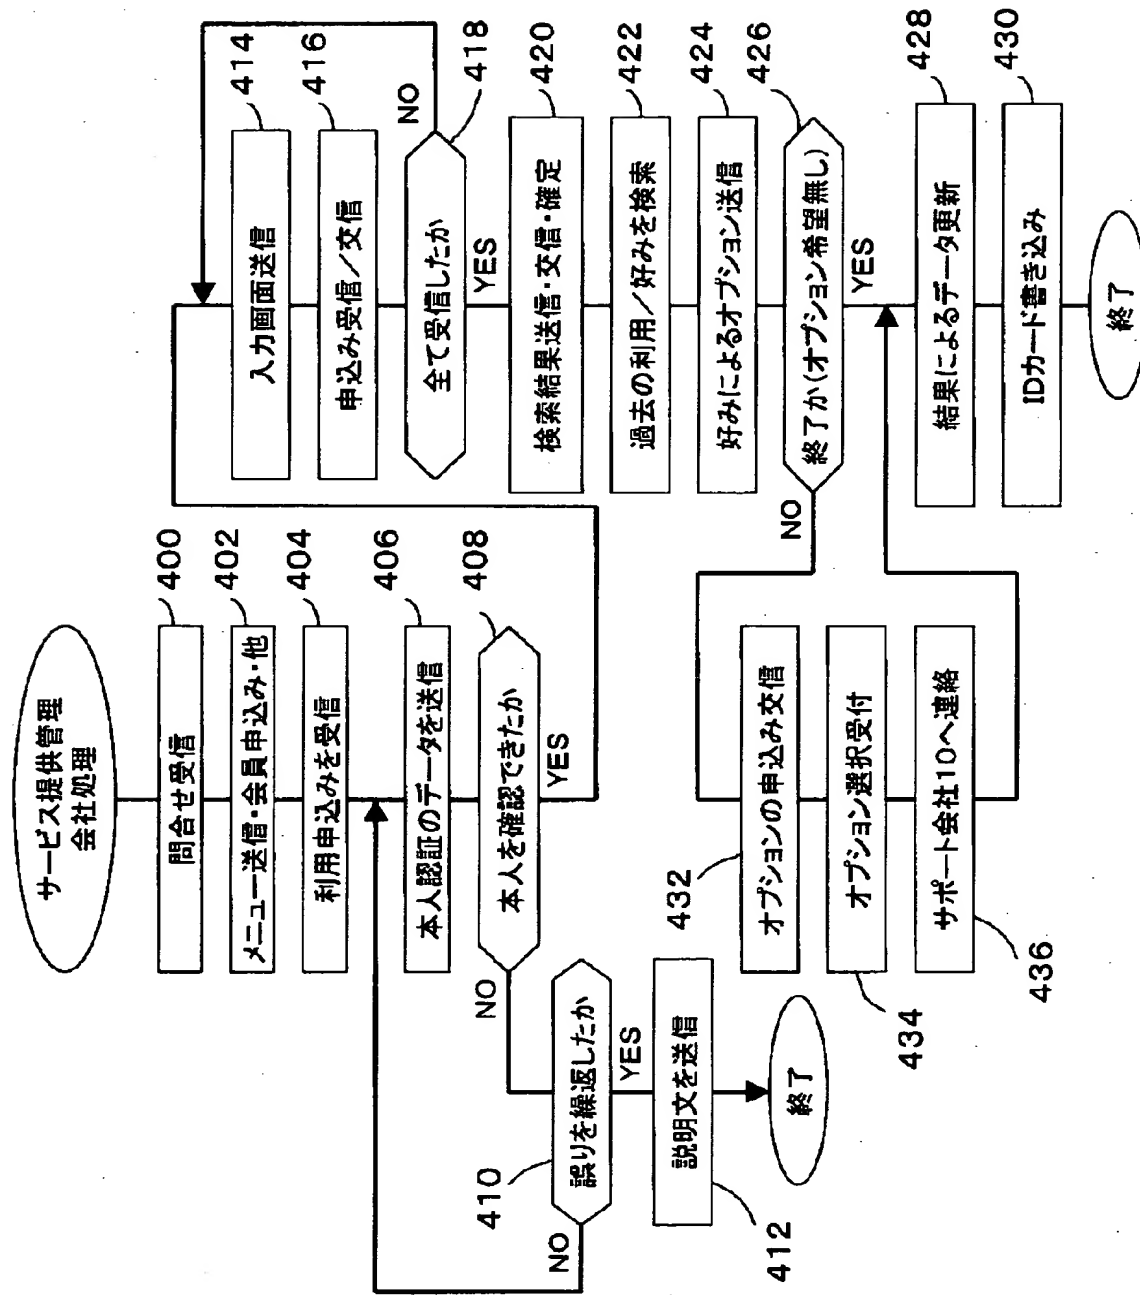 サービス提供管理
会社処理
問合せ受信
400
メニュー送信・会員申込み・他
402
利用申込みを受信
404
本人認証のデータを送信
406
本人を確認できたか
408
NO
YES
誤りを繰返したか
410
NO
YES
説明文を送信
412
終了
入力画面送信
414
申込み受信／交信
416
全て受信したか
418
NO
YES
検索結果送信・交信・確定
420
過去の利用／好みを検索
422
好みによるオプション送信
424
終了か(オプション希望無し)
426
NO
YES
結果によるデータ更新
428
IDカード書き込み
430
終了
オプションの申込み交信
432
オプション選択受付
434
サポート会社10へ連絡
436